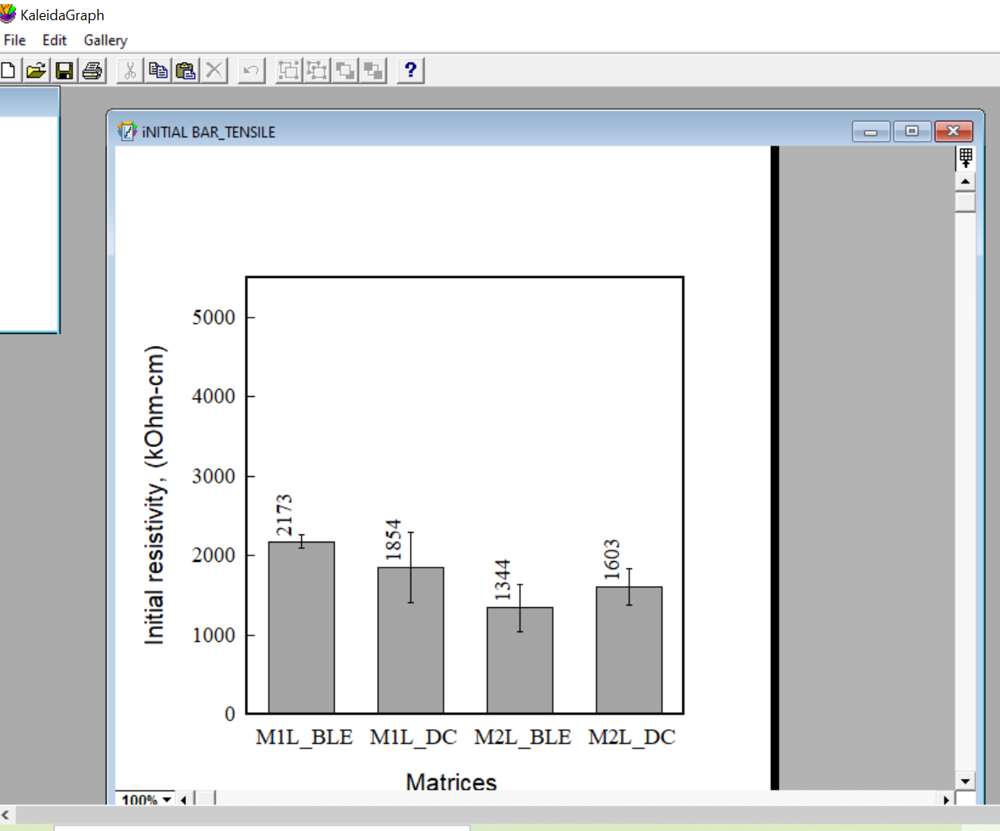 KaleidaGraph
File Edit Gallery
?
iNITIAL BAR_TENSILE
5000
4000
3000
2000
1000
0
Initial resistivity, (kOhm-cm)
2173
1854
1344
1603
M1L_BLE M1L_DC M2L_BLE M2L_DC
Matrices
100%